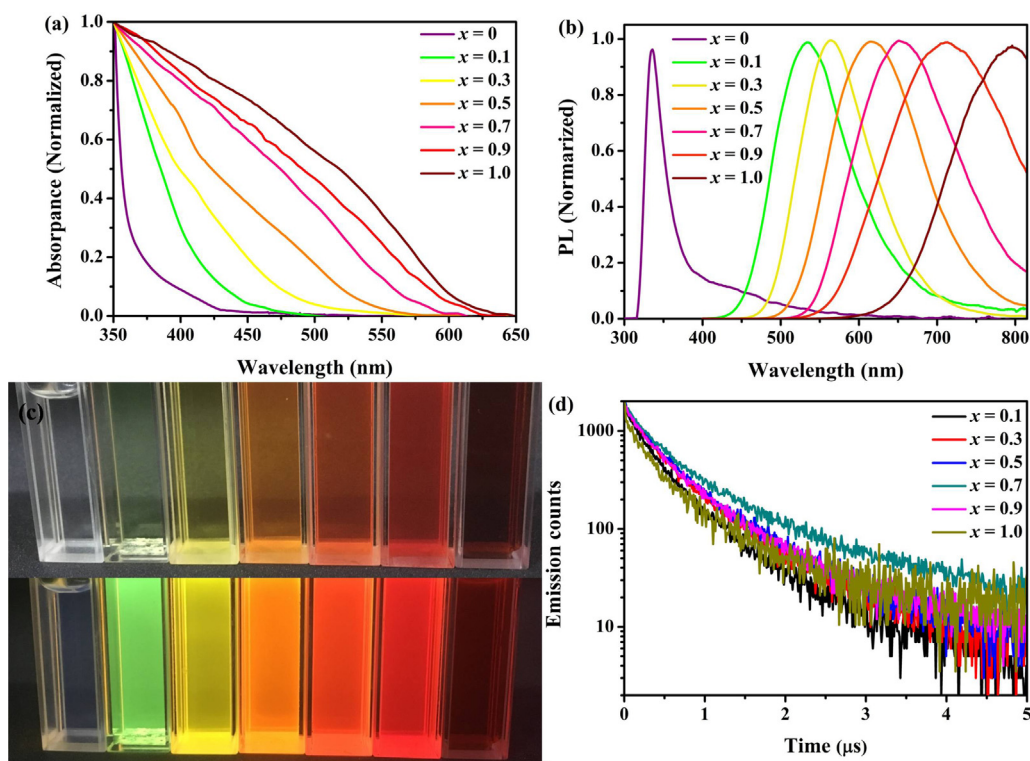 (a)
x = 0
x = 0.1
x = 0.3
x = 0.5
x = 0.7
x = 0.9
x = 1.0
Absorpance (Normalized)
1.0
0.8
0.6
0.4
0.2
0.0
350 400 450 500 550 600 650
Wavelength (nm)
(b)
x = 0
x = 0.1
x = 0.3
x = 0.5
x = 0.7
x = 0.9
x = 1.0
PL (Normarized)
1.0
0.8
0.6
0.4
0.2
0.0
300 400 500 600 700 800
Wavelength (nm)
(c)
(d)
x = 0.1
x = 0.3
x = 0.5
x = 0.7
x = 0.9
x = 1.0
Emission counts
1000
100
10
0 1 2 3 4 5
Time (μs)